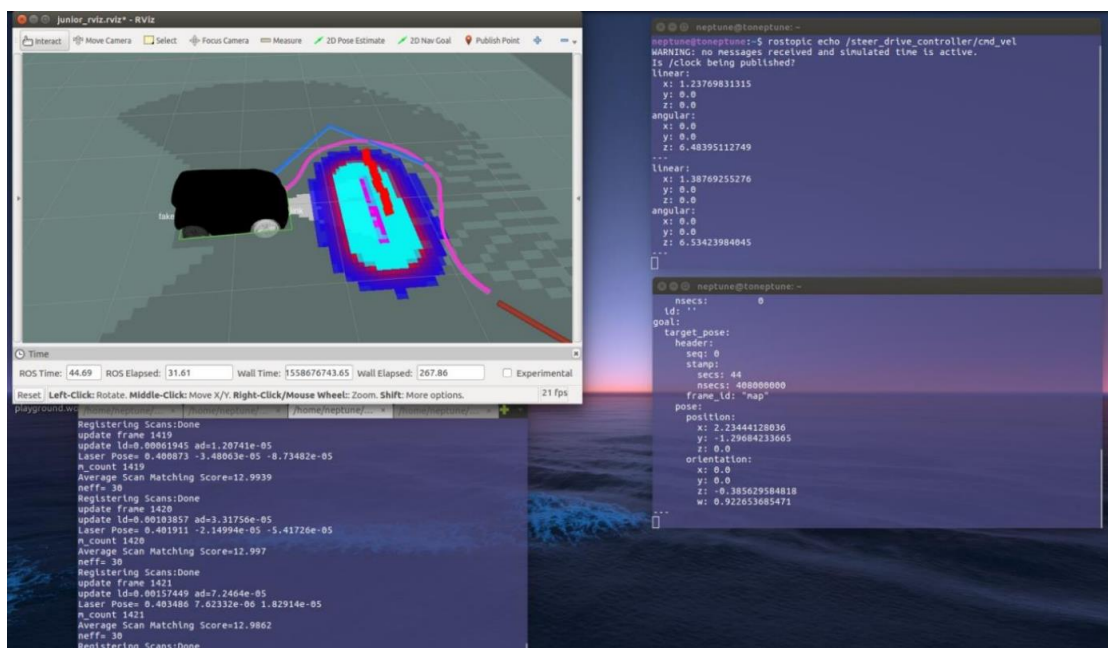 junior_rviz.rviz* - RViz
Interact Move Camera Select Focus Camera Measure 2D Pose Estimate 2D Nav Goal Publish Point
fake
Time
ROS Time: 44.69 ROS Elapsed: 31.61 Wall Time: 1558676743.65 Wall Elapsed: 267.86 Experimental
Reset Left-Click: Rotate. Middle-Click: Move X/Y. Right-Click/Mouse Wheel:: Zoom. Shift: More options. 21 fps
neptune@toneptune: ~
neptune@toneptune:~$ rostopic echo /steer_drive_controller/cmd_vel
WARNING: no messages received and simulated time is active.
Is /clock being published?
linear:
x: 1.23769831315
y: 0.0
z: 0.0
angular:
x: 0.0
y: 0.0
z: 6.48395112749
---
linear:
x: 1.38769255276
y: 0.0
z: 0.0
angular:
x: 0.0
y: 0.0
z: 6.53423984045
---
neptune@toneptune: ~
nsecs: 0
id: ''
goal:
target_pose:
header:
seq: 0
stamp:
secs: 44
nsecs: 408000000
frame_id: "map"
pose:
position:
x: 2.23444128036
y: -1.29684233665
z: 0.0
orientation:
x: 0.0
y: 0.0
z: -0.385629584818
w: 0.922653685471
---
playground.wo /home/neptune/ /home/neptune/ /home/neptune/... /home/neptune/
Registering Scans:Done
update frame 1419
update ld=0.00061945 ad=1.20741e-05
Laser Pose= 0.400873 -3.48063e-05 -8.73482e-05
m_count 1419
Average Scan Matching Score=12.9939
neff= 30
Registering Scans:Done
update frame 1420
update ld=0.00103857 ad=3.31756e-05
Laser Pose= 0.401911 -2.14994e-05 -5.41726e-05
m_count 1420
Average Scan Matching Score=12.997
neff= 30
Registering Scans:Done
update frame 1421
update ld=0.00157449 ad=7.2464e-05
Laser Pose= 0.403486 7.62332e-06 1.82914e-05
m_count 1421
Average Scan Matching Score=12.9862
neff= 30
Registering Scans:Done